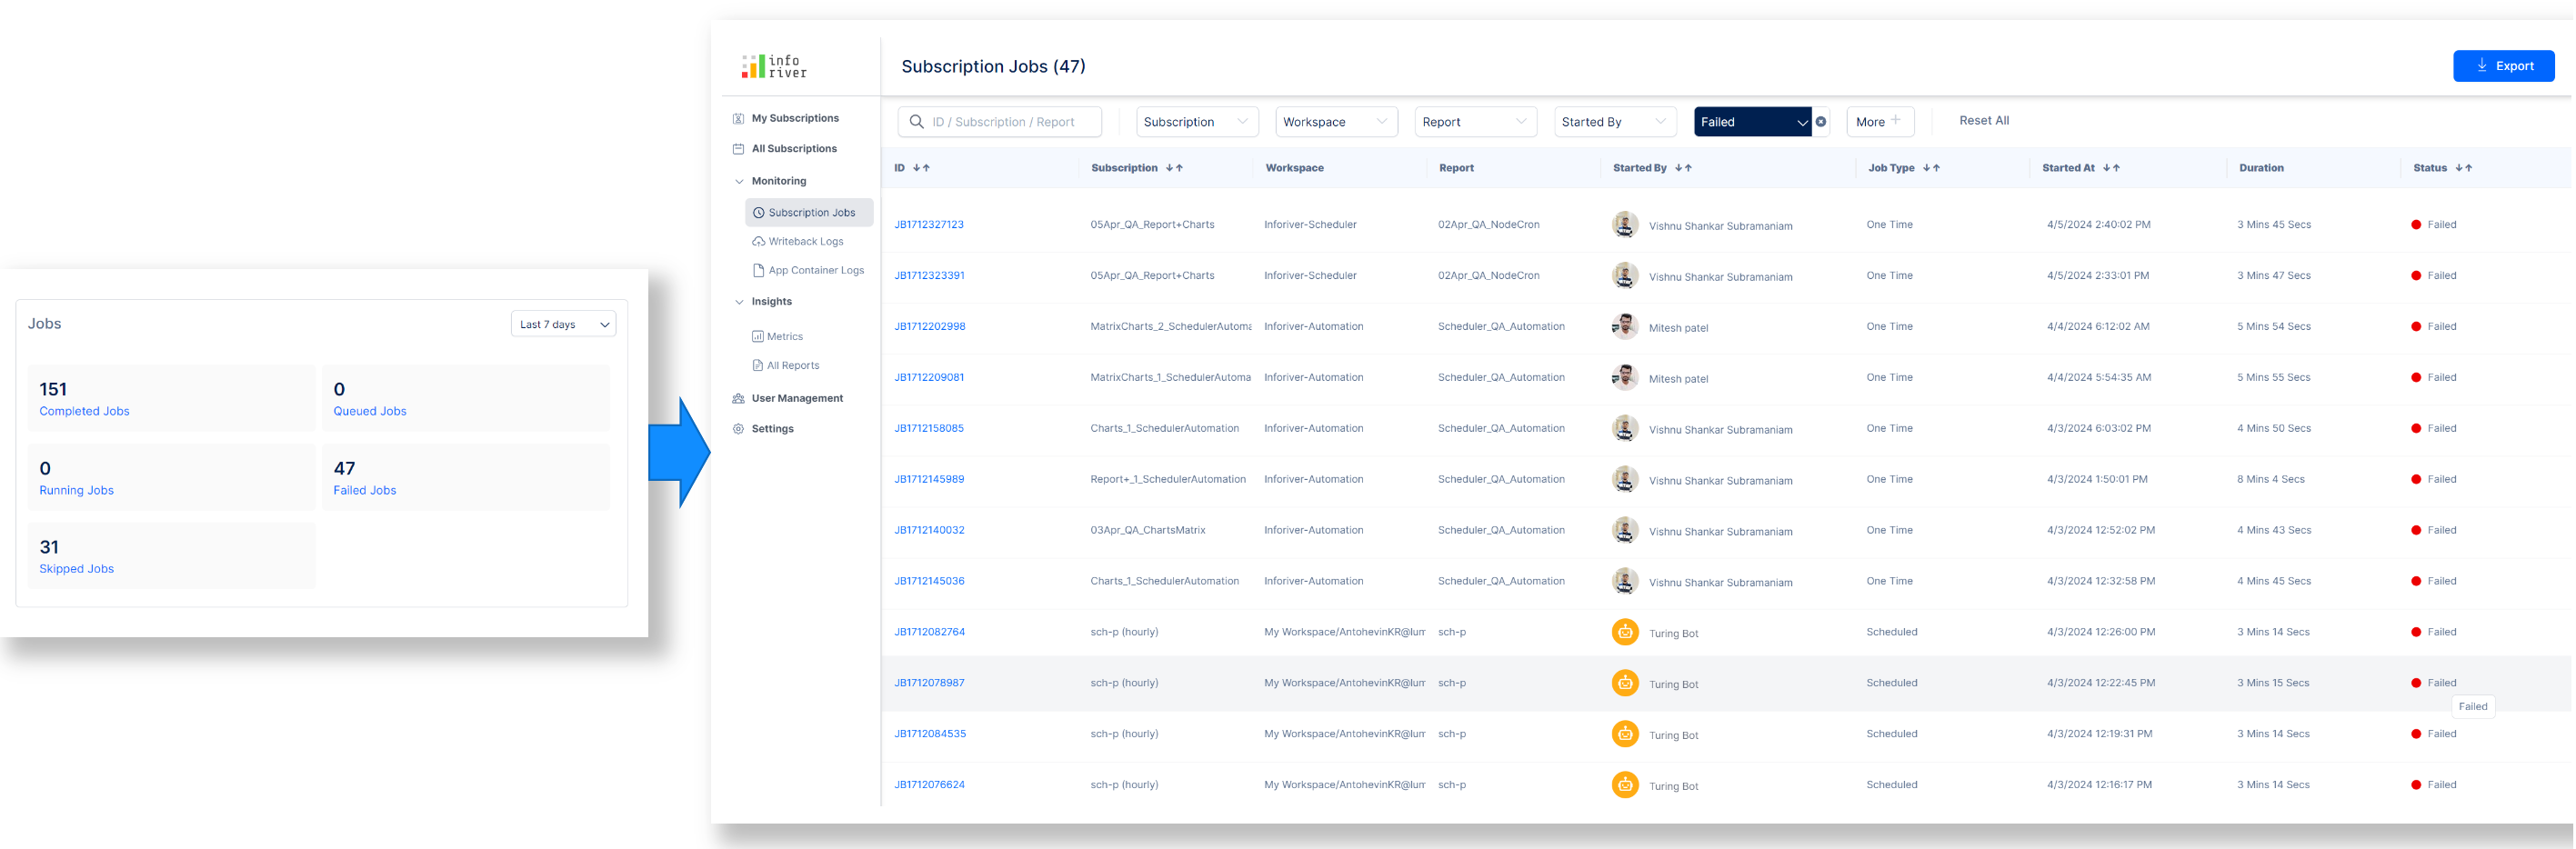 Jobs
Last 7 days
151
Completed Jobs
0
Queued Jobs
0
Running Jobs
47
Failed Jobs
31
Skipped Jobs
info
river
My Subscriptions
All Subscriptions
Monitoring
Subscription Jobs
Writeback Logs
App Container Logs
Insights
Metrics
All Reports
User Management
Settings
Subscription Jobs (47)
Export
ID / Subscription / Report
Subscription
Workspace
Report
Started By
Failed
More
Reset All
ID Subscription Workspace Report Started By Job Type Started At Duration Status
JB1712327123 05Apr_QA_Report+Charts Inforiver-Scheduler 02Apr_QA_NodeCron Vishnu Shankar Subramaniam One Time 4/5/2024 2:40:02 PM 3 Mins 45 Secs Failed
JB1712323391 05Apr_QA_Report+Charts Inforiver-Scheduler 02Apr_QA_NodeCron Vishnu Shankar Subramaniam One Time 4/5/2024 2:33:01 PM 3 Mins 47 Secs Failed
JB1712202998 MatrixCharts_2_SchedulerAutoma Inforiver-Automation Scheduler_QA_Automation Mitesh patel One Time 4/4/2024 6:12:02 AM 5 Mins 54 Secs Failed
JB1712209081 MatrixCharts_1_SchedulerAutoma Inforiver-Automation Scheduler_QA_Automation Mitesh patel One Time 4/4/2024 5:54:35 AM 5 Mins 55 Secs Failed
JB1712158085 Charts_1_SchedulerAutomation Inforiver-Automation Scheduler_QA_Automation Vishnu Shankar Subramaniam One Time 4/3/2024 6:03:02 PM 4 Mins 50 Secs Failed
JB1712145989 Report+_1_SchedulerAutomation Inforiver-Automation Scheduler_QA_Automation Vishnu Shankar Subramaniam One Time 4/3/2024 1:50:01 PM 8 Mins 4 Secs Failed
JB1712140032 03Apr_QA_ChartsMatrix Inforiver-Automation Scheduler_QA_Automation Vishnu Shankar Subramaniam One Time 4/3/2024 12:52:02 PM 4 Mins 43 Secs Failed
JB1712145036 Charts_1_SchedulerAutomation Inforiver-Automation Scheduler_QA_Automation Vishnu Shankar Subramaniam One Time 4/3/2024 12:32:58 PM 4 Mins 45 Secs Failed
JB1712082764 sch-p (hourly) My Workspace/AntohevinKR@lum sch-p Turing Bot Scheduled 4/3/2024 12:26:00 PM 3 Mins 14 Secs Failed
JB1712078987 sch-p (hourly) My Workspace/AntohevinKR@lum sch-p Turing Bot Scheduled 4/3/2024 12:22:45 PM 3 Mins 15 Secs Failed
Failed
JB1712084535 sch-p (hourly) My Workspace/AntohevinKR@lum sch-p Turing Bot Scheduled 4/3/2024 12:19:31 PM 3 Mins 14 Secs Failed
JB1712076624 sch-p (hourly) My Workspace/AntohevinKR@lum sch-p Turing Bot Scheduled 4/3/2024 12:16:17 PM 3 Mins 14 Secs Failed